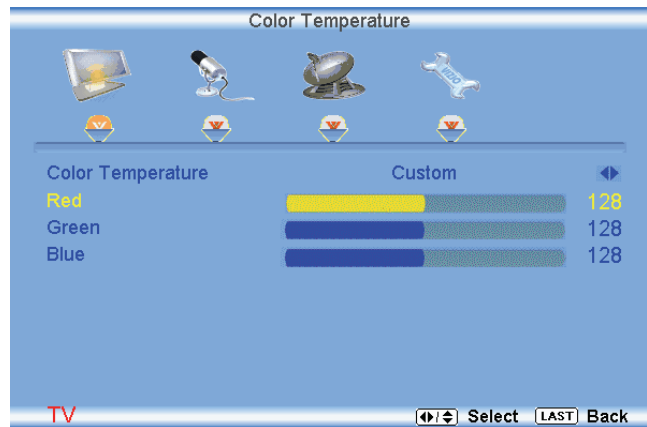 Color Temperature
Color Temperature Custom
Red 128
Green 128
Blue 128
TV Select LAST Back